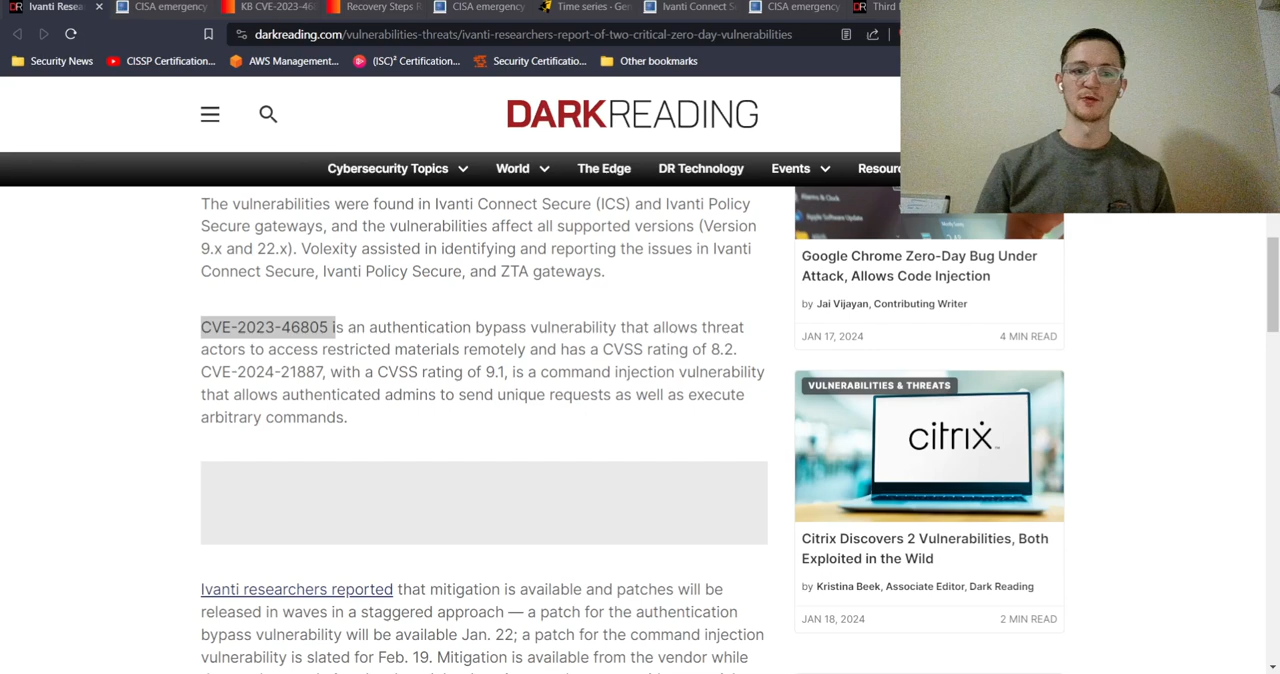 Ivanti Resea
CISA emergency
KB CVE-2023-46
Recovery Steps R
CISA emergency
Time series - Gen
Ivanti Connect S
CISA emergency
Third
darkreading.com/vulnerabilities-threats/ivanti-researchers-report-of-two-critical-zero-day-vulnerabilities
Security News
CISSP Certification...
AWS Management...
(ISC)² Certification...
Security Certificatio...
Other bookmarks
DARKREADING
Cybersecurity Topics
World
The Edge
DR Technology
Events
Resour
The vulnerabilities were found in Ivanti Connect Secure (ICS) and Ivanti Policy
Secure gateways, and the vulnerabilities affect all supported versions (Version
9.x and 22.x). Volexity assisted in identifying and reporting the issues in Ivanti
Connect Secure, Ivanti Policy Secure, and ZTA gateways.
CVE-2023-46805 is an authentication bypass vulnerability that allows threat
actors to access restricted materials remotely and has a CVSS rating of 8.2.
CVE-2024-21887, with a CVSS rating of 9.1, is a command injection vulnerability
that allows authenticated admins to send unique requests as well as execute
arbitrary commands.
Ivanti researchers reported that mitigation is available and patches will be
released in waves in a staggered approach — a patch for the authentication
bypass vulnerability will be available Jan. 22; a patch for the command injection
vulnerability is slated for Feb. 19. Mitigation is available from the vendor while
Alarms & Clock
Apple Software Update
Google Chrome Zero-Day Bug Under
Attack, Allows Code Injection
by Jai Vijayan, Contributing Writer
JAN 17, 2024
4 MIN READ
VULNERABILITIES & THREATS
citrix
Citrix Discovers 2 Vulnerabilities, Both
Exploited in the Wild
by Kristina Beek, Associate Editor, Dark Reading
JAN 18, 2024
2 MIN READ